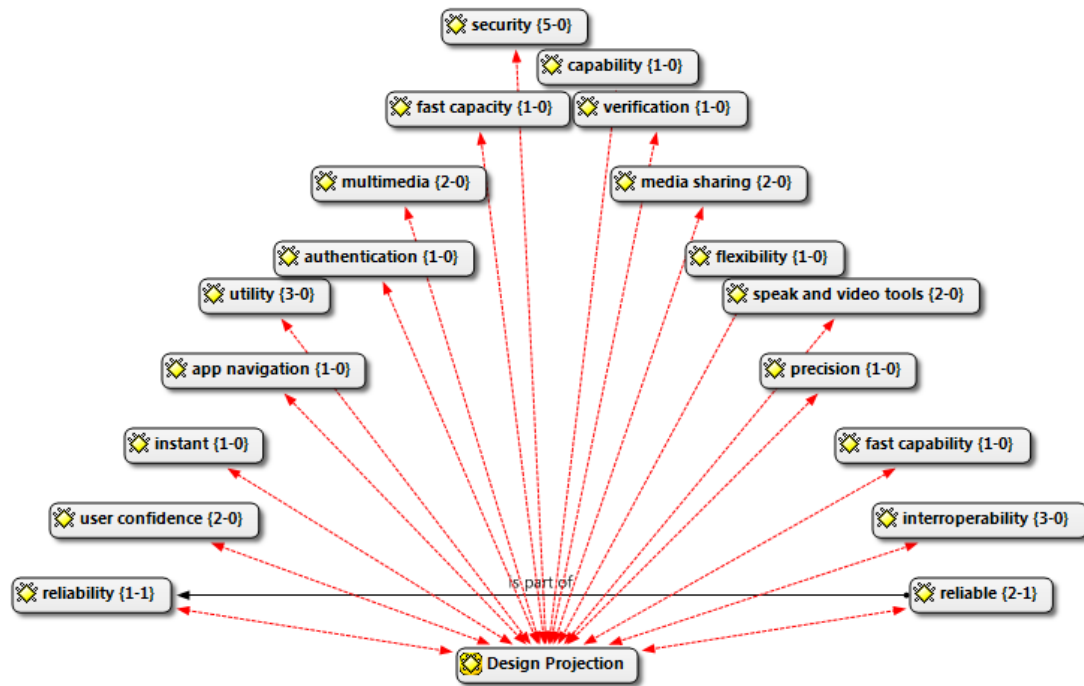 security {5-0}
capability {1-0}
fast capacity {1-0}
verification {1-0}
multimedia {2-0}
media sharing {2-0}
authentication {1-0}
flexibility {1-0}
utility {3-0}
speak and video tools {2-0}
app navigation {1-0}
precision {1-0}
instant {1-0}
fast capability {1-0}
user confidence {2-0}
interroperability {3-0}
is part of
reliability {1-1}
reliable {2-1}
Design Projection